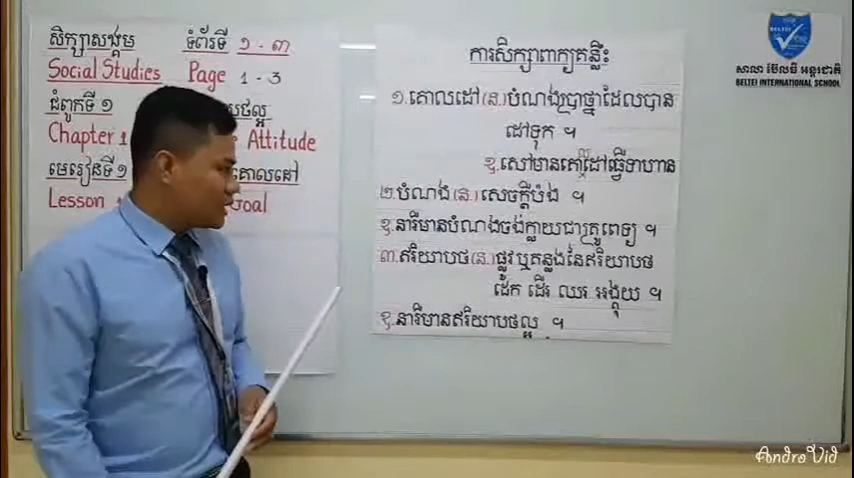 សិក្សាសង្គម ទំព័រទី ១ - ៣
Social Studies Page 1 - 3
ជំពូកទី ១ ល្អ
Chapter 1 Attitude
មេរៀនទី១ គោលដៅ
Lesson Goal
ការសិក្សាពាក្យគន្លឹះ
១.គោលដៅ(ន.)បំណងប្រាថ្នាដែលបាន
ដៅទុក ។
ឧ.សៅមានគោលដៅធ្វើទាហាន
២.បំណង(ន.)សេចក្ដីប៉ង ។
ឧ.នារីមានបំណងចង់ក្លាយជាគ្រូពេទ្យ ។
៣.ឥរិយាបថ(ន.)ផ្លូវឬគន្លងនៃឥរិយាបថ
ដេក ដើរ ឈរ អង្គុយ ។
ឧ.នារីមានឥរិយាបថល្អ ។
BELTEI
សាលា ប៊ែលធី អន្តរជាតិ
BELTEI INTERNATIONAL SCHOOL
Andro Vid